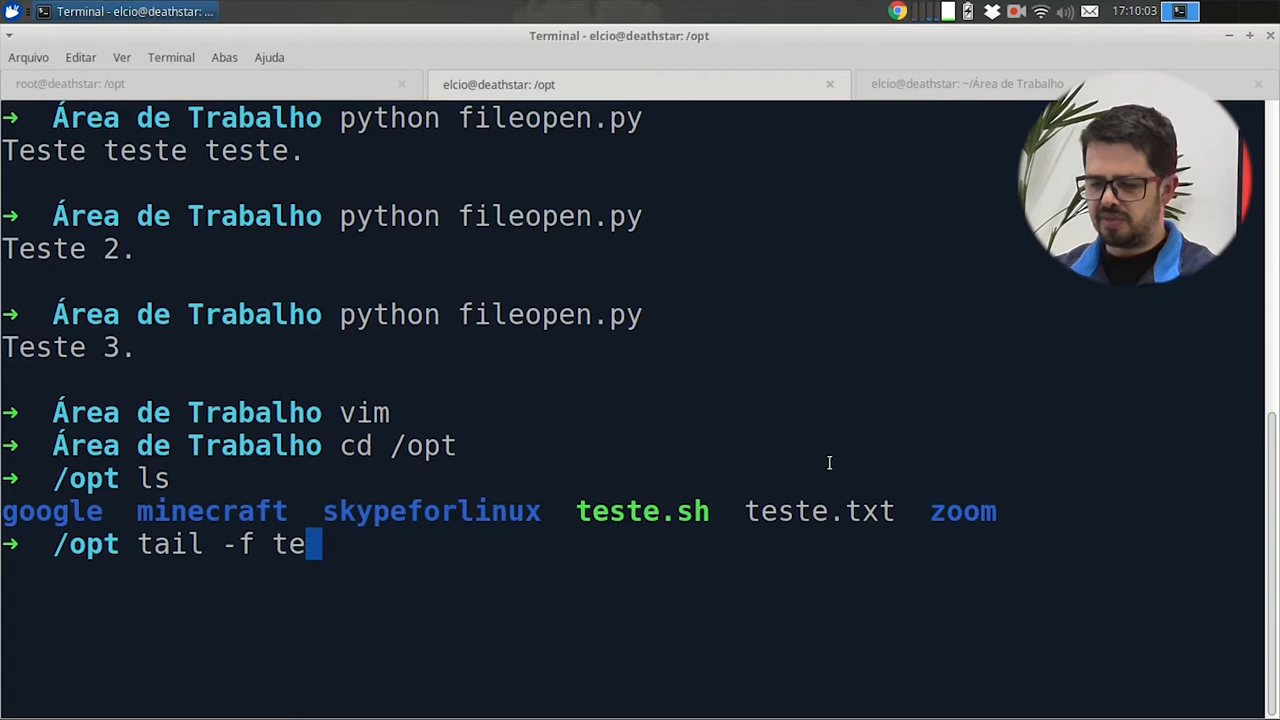 Terminal - elcio@deathstar: ...
17:10:03
Terminal - elcio@deathstar: /opt
Arquivo Editar Ver Terminal Abas Ajuda
root@deathstar: /opt
elcio@deathstar: /opt
elcio@deathstar: ~/Área de Trabalho
➜ Área de Trabalho python fileopen.py
Teste teste teste.
➜ Área de Trabalho python fileopen.py
Teste 2.
➜ Área de Trabalho python fileopen.py
Teste 3.
➜ Área de Trabalho vim
➜ Área de Trabalho cd /opt
➜ /opt ls
google minecraft skypeforlinux teste.sh teste.txt zoom
➜ /opt tail -f te